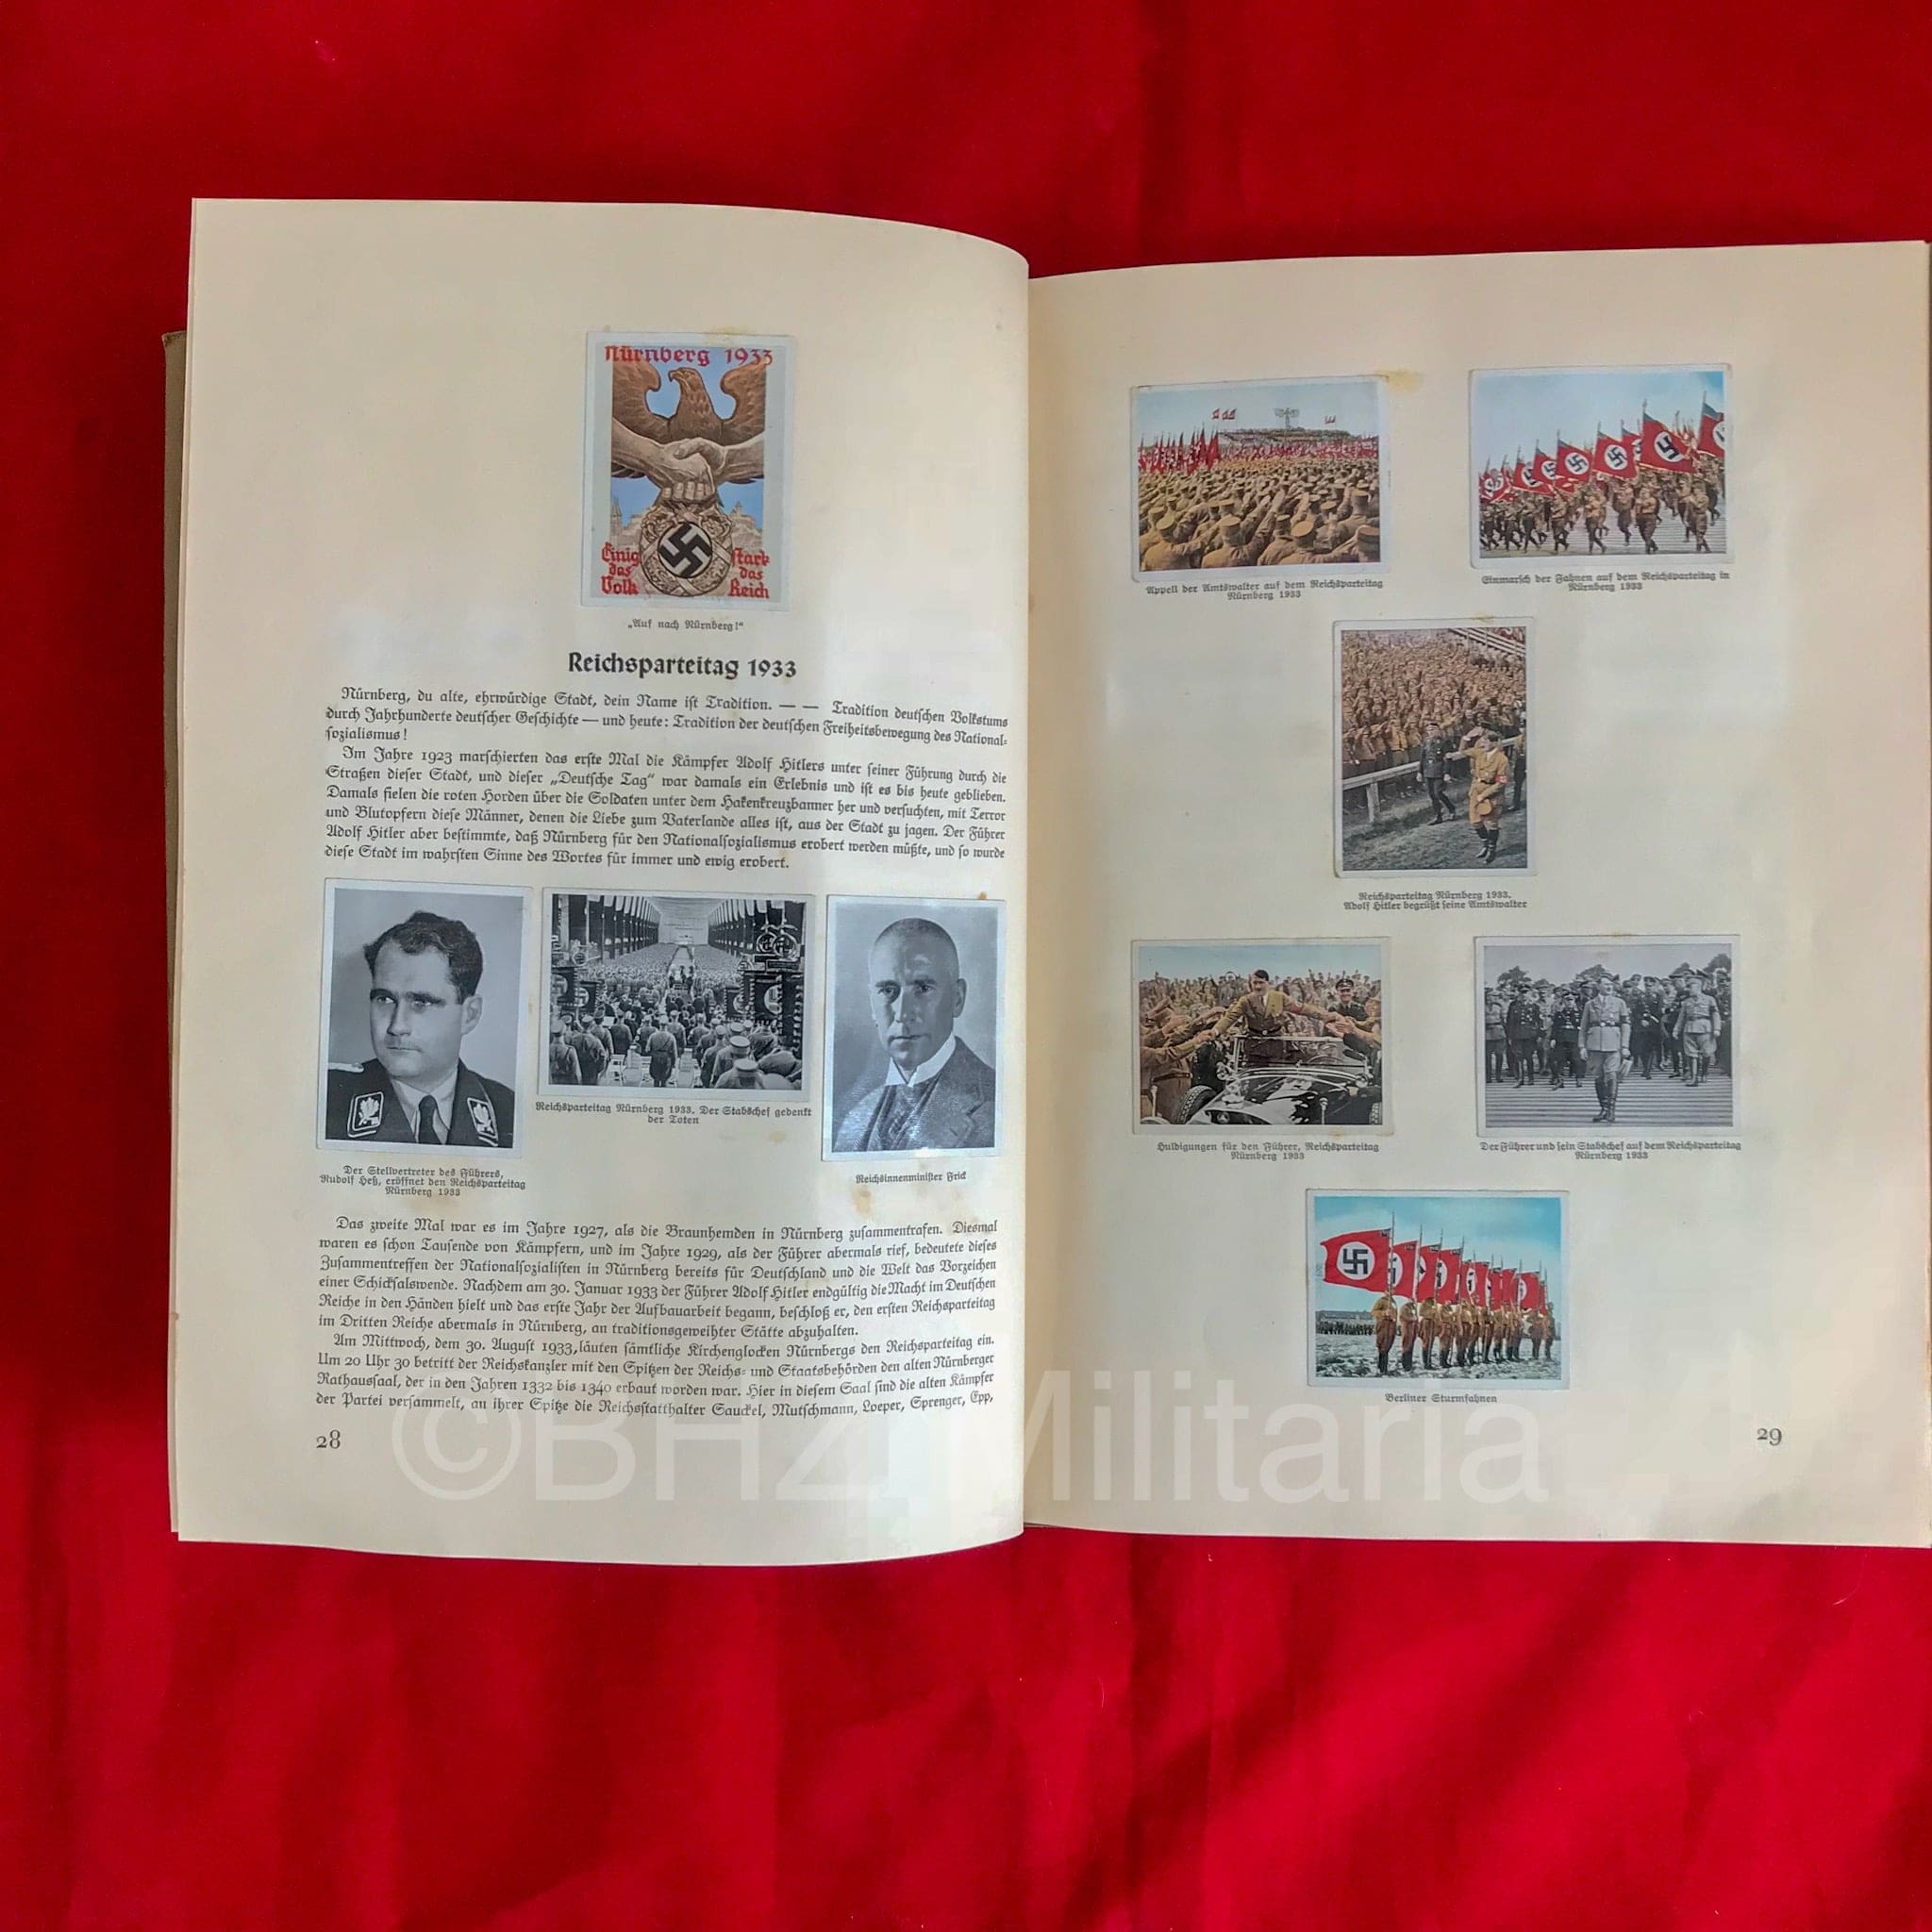 Nürnberg 1933
Einig
das
Volk
stark
das
Reich
„Auf nach Nürnberg!“
Reichsparteitag 1933
Nürnberg, du alte, ehrwürdige Stadt, dein Name ist Tradition. — — Tradition deutschen Volkstums
durch Jahrhunderte deutscher Geschichte — und heute: Tradition der deutschen Freiheitsbewegung des National-
sozialismus!
Im Jahre 1923 marschierten das erste Mal die Kämpfer Adolf Hitlers unter seiner Führung durch die
Straßen dieser Stadt, und dieser „Deutsche Tag“ war damals ein Erlebnis und ist es bis heute geblieben.
Damals fielen die roten Horden über die Soldaten unter dem Hakenkreuzbanner her und versuchten, mit Terror
und Blutopfern diese Männer, denen die Liebe zum Vaterlande alles ist, aus der Stadt zu jagen. Der Führer
Adolf Hitler aber bestimmte, daß Nürnberg für den Nationalsozialismus erobert werden müßte, und so wurde
diese Stadt im wahrsten Sinne des Wortes für immer und ewig erobert.
Der Stellvertreter des Führers,
Rudolf Heß, eröffnet den Reichsparteitag
Nürnberg 1933
Reichsparteitag Nürnberg 1933. Der Stabschef gedenkt
der Toten
Reichsinnenminister Frick
Das zweite Mal war es im Jahre 1927, als die Braunhemden in Nürnberg zusammentrafen. Diesmal
waren es schon Tausende von Kämpfern, und im Jahre 1929, als der Führer abermals rief, bedeutete dieses
Zusammentreffen der Nationalsozialisten in Nürnberg bereits für Deutschland und die Welt das Vorzeichen
einer Schicksalswende. Nachdem am 30. Januar 1933 der Führer Adolf Hitler endgültig die Macht im Deutschen
Reiche in den Händen hielt und das erste Jahr der Aufbauarbeit begann, beschloß er, den ersten Reichsparteitag
im Dritten Reiche abermals in Nürnberg, an traditionsgeweihter Stätte abzuhalten.
Am Mittwoch, dem 30. August 1933, läuten sämtliche Kirchenglocken Nürnbergs den Reichsparteitag ein.
Um 20 Uhr 30 betritt der Reichskanzler mit den Spitzen der Reichs- und Staatsbehörden den alten Nürnberger
Rathaussaal, der in den Jahren 1332 bis 1340 erbaut worden war. Hier in diesem Saal sind die alten Kämpfer
der Partei versammelt, an ihrer Spitze die Reichsstatthalter Sauckel, Mutschmann, Loeper, Sprenger, Epp,
28
Appell der Amtswalter auf dem Reichsparteitag
Nürnberg 1933
Einmarsch der Fahnen auf dem Reichsparteitag in
Nürnberg 1933
Reichsparteitag Nürnberg 1933.
Adolf Hitler begrüßt seine Amtswalter
Huldigungen für den Führer, Reichsparteitag
Nürnberg 1933
Der Führer und sein Stabschef auf dem Reichsparteitag
Nürnberg 1933
Berliner Sturmfahnen
29
©BHZ Militaria